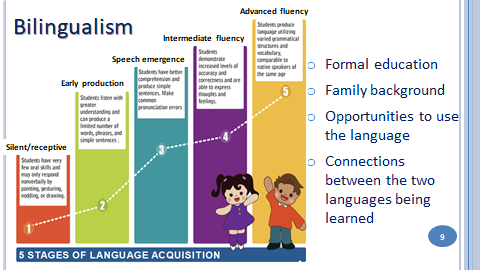 Bilingualism
Silent/receptive
Students have very
few oral skills and
may only respond
nonverbally by
pointing, gesturing,
nodding, or drawing.
1
Early production
Students listen with
greater
understanding and
can produce a
limited number of
words, phrases, and
simple sentences.
2
Speech emergence
Students have better
comprehension and
produce simple
sentences. Make
common
pronunciation errors
3
Intermediate fluency
Students
demonstrate
increased levels of
accuracy and
correctness and are
able to express
thoughts and
feelings.
4
Advanced fluency
Students produce
language utilizing
varied grammatical
structures and
vocabulary,
comparable to
native speakers of
the same age
5
5 STAGES OF LANGUAGE ACQUISITION
Formal education
Family background
Opportunities to use
the language
Connections
between the two
languages being
learned
9